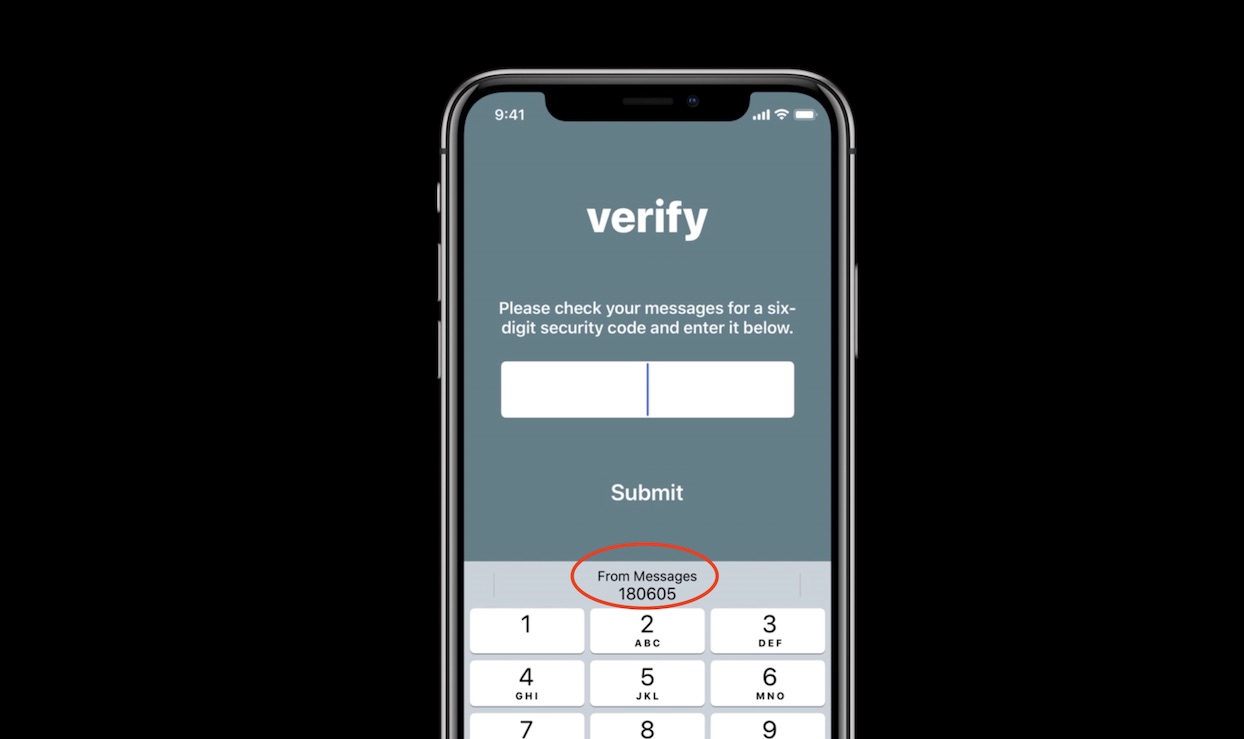 9:41
verify
Please check your messages for a six-
digit security code and enter it below.
Submit
From Messages
180605
1 2 3
ABC DEF
4 5 6
GHI JKL MNO
7 8 9